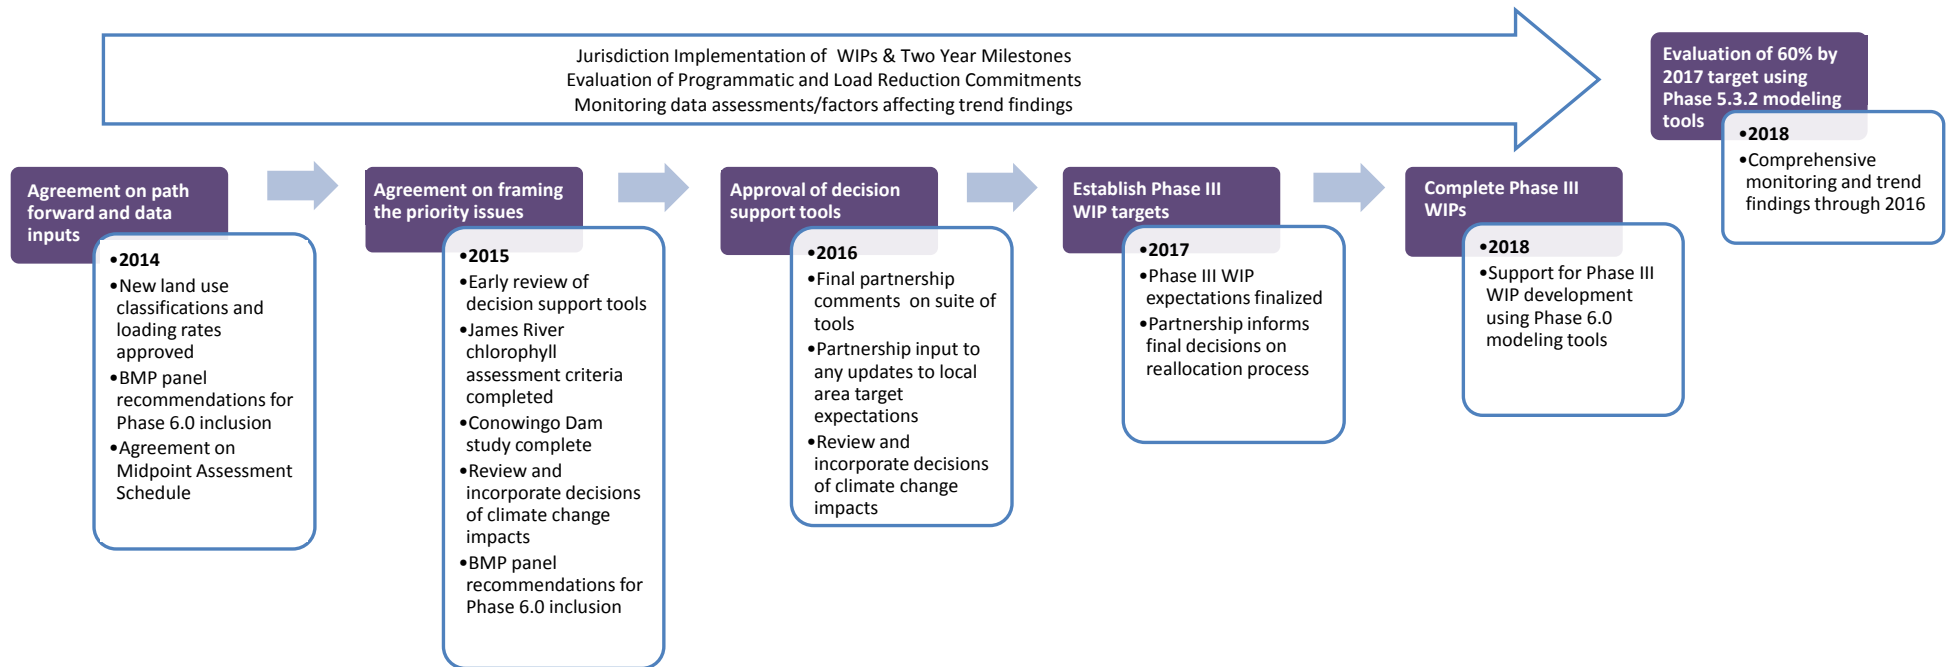 Jurisdiction Implementation of WIPs & Two Year Milestones
Evaluation of Programmatic and Load Reduction Commitments
Monitoring data assessments/factors affecting trend findings
Evaluation of 60% by
2017 target using
Phase 5.3.2 modeling
tools
•2018
•Comprehensive
monitoring and trend
findings through 2016
Agreement on path
forward and data
inputs
•2014
•New land use
classifications and
loading rates
approved
•BMP panel
recommendations for
Phase 6.0 inclusion
•Agreement on
Midpoint Assessment
Schedule
Agreement on framing
the priority issues
•2015
•Early review of
decision support tools
•James River
chlorophyll
assessment criteria
completed
•Conowingo Dam
study complete
•Review and
incorporate decisions
of climate change
impacts
•BMP panel
recommendations for
Phase 6.0 inclusion
Approval of decision
support tools
•2016
•Final partnership
comments on suite of
tools
•Partnership input to
any updates to local
area target
expectations
•Review and
incorporate decisions
of climate change
impacts
Establish Phase III
WIP targets
•2017
•Phase III WIP
expectations finalized
•Partnership informs
final decisions on
reallocation process
Complete Phase III
WIPs
•2018
•Support for Phase III
WIP development
using Phase 6.0
modeling tools